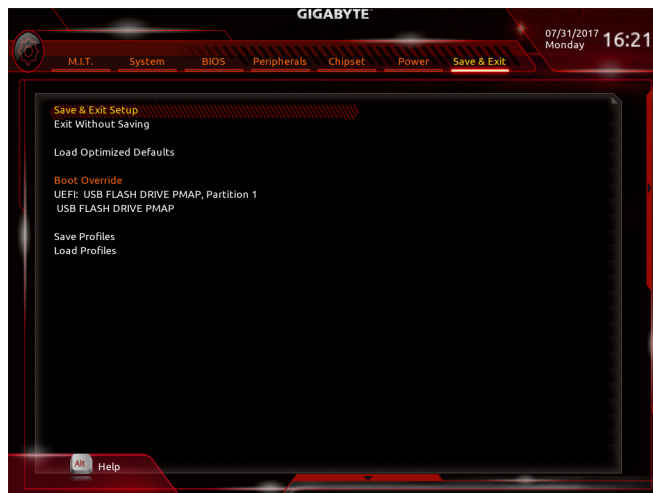 GIGABYTE™
07/31/2017
Monday
16:21
M.I.T. System BIOS Peripherals Chipset Power Save & Exit
Save & Exit Setup
Exit Without Saving
Load Optimized Defaults
Boot Override
UEFI: USB FLASH DRIVE PMAP, Partition 1
USB FLASH DRIVE PMAP
Save Profiles
Load Profiles
Alt Help